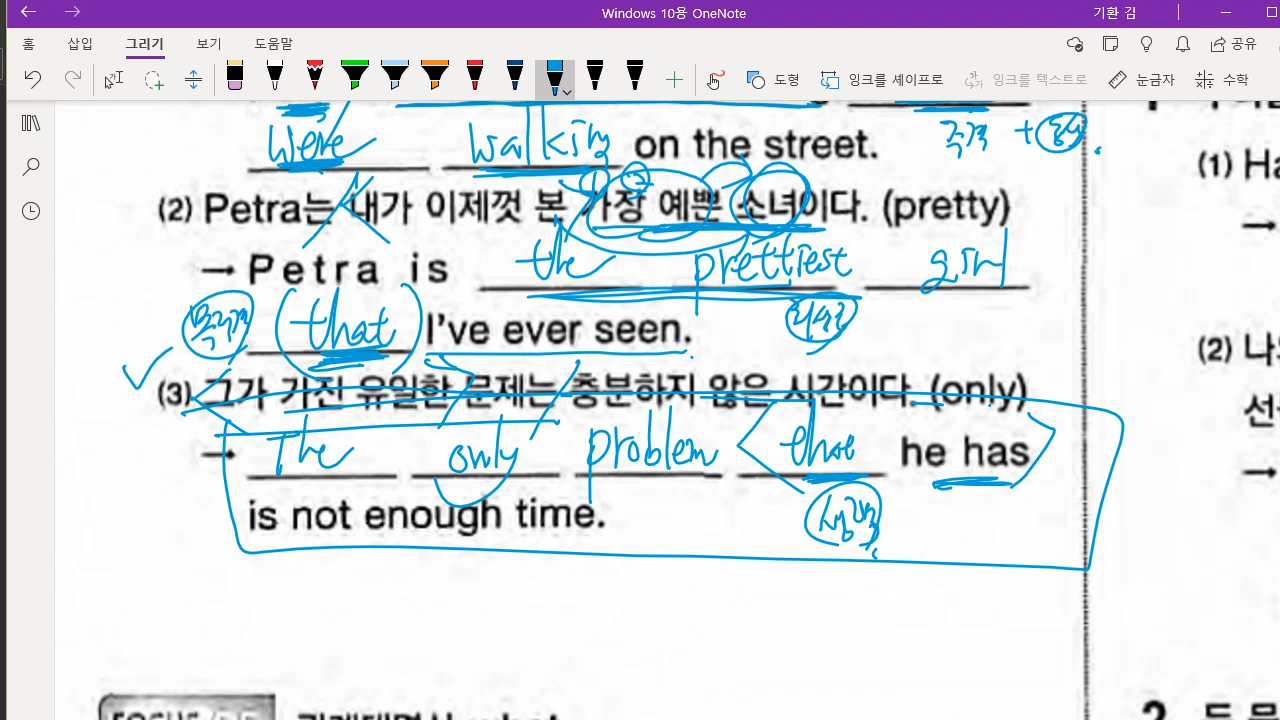 Windows 10용 OneNote
기환 김
홈 삽입 그리기 보기 도움말
공유
도형 잉크를 셰이프로 잉크를 텍스트로 눈금자 수학
were walking on the street.
주격 + 동사
(2) Petra는 내가 이제껏 본 가장 예쁜 소녀이다. (pretty)
→ Petra is the prettiest girl
목적격 (that) I've ever seen. 최상급
(3) 그가 가진 유일한 문제는 충분하지 않은 시간이다. (only)
→ The only problem that he has
is not enough time. 생략
(1) Ha
→
(2) 나
선
→